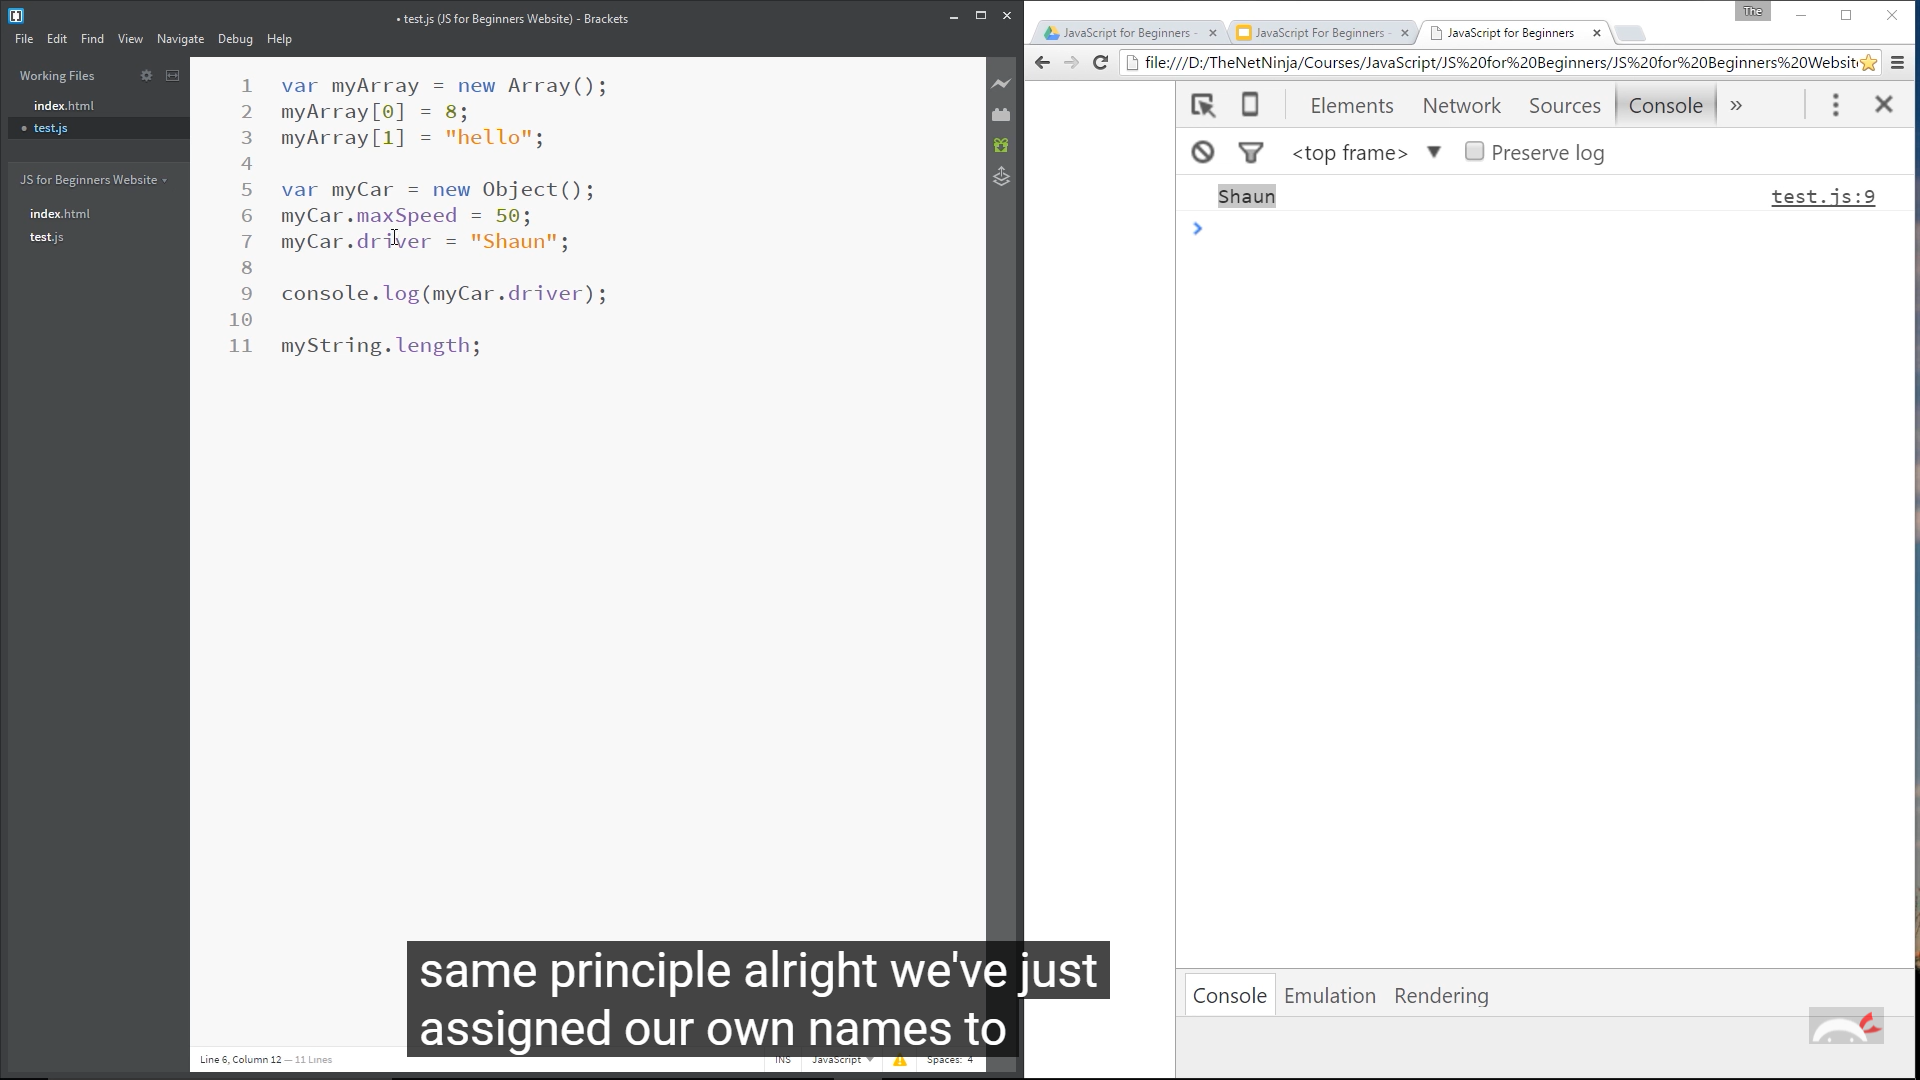 • test.js (JS for Beginners Website) - Brackets
File Edit Find View Navigate Debug Help
Working Files
index.html
test.js
JS for Beginners Website
index.html
test.js
1 var myArray = new Array();
2 myArray[0] = 8;
3 myArray[1] = "hello";
4
5 var myCar = new Object();
6 myCar.maxSpeed = 50;
7 myCar.driver = "Shaun";
8
9 console.log(myCar.driver);
10
11 myString.length;
Line 6, Column 12 — 11 Lines
INS JavaScript Spaces: 4
The
JavaScript for Beginners - JavaScript For Beginners - JavaScript for Beginners
file:///D:/TheNetNinja/Courses/JavaScript/JS%20for%20Beginners/JS%20for%20Beginners%20Websit
Elements Network Sources Console »
<top frame> Preserve log
Shaun test.js:9
Console Emulation Rendering
same principle alright we've just
assigned our own names to